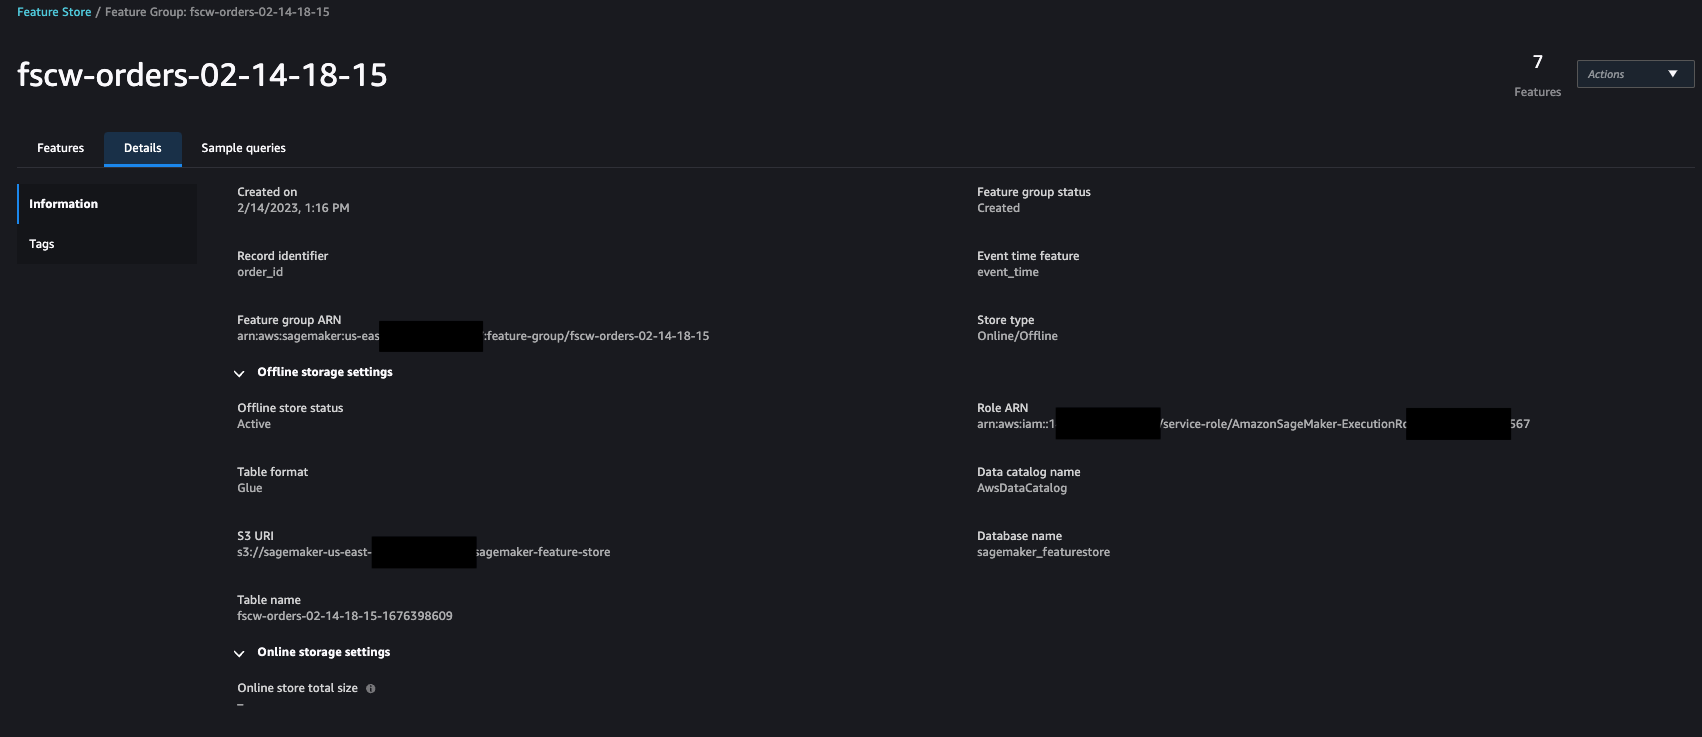 Feature Store / Feature Group: fscw-orders-02-14-18-15
fscw-orders-02-14-18-15
7
Features
Actions
Features
Details
Sample queries
Information
Tags
Created on
2/14/2023, 1:16 PM
Feature group status
Created
Record identifier
order_id
Event time feature
event_time
Feature group ARN
arn:aws:sagemaker:us-eas :feature-group/fscw-orders-02-14-18-15
Store type
Online/Offline
Offline storage settings
Offline store status
Active
Role ARN
arn:aws:iam::1 /service-role/AmazonSageMaker-ExecutionRo 567
Table format
Glue
Data catalog name
AwsDataCatalog
S3 URI
s3://sagemaker-us-east- sagemaker-feature-store
Database name
sagemaker_featurestore
Table name
fscw-orders-02-14-18-15-1676398609
Online storage settings
Online store total size
–